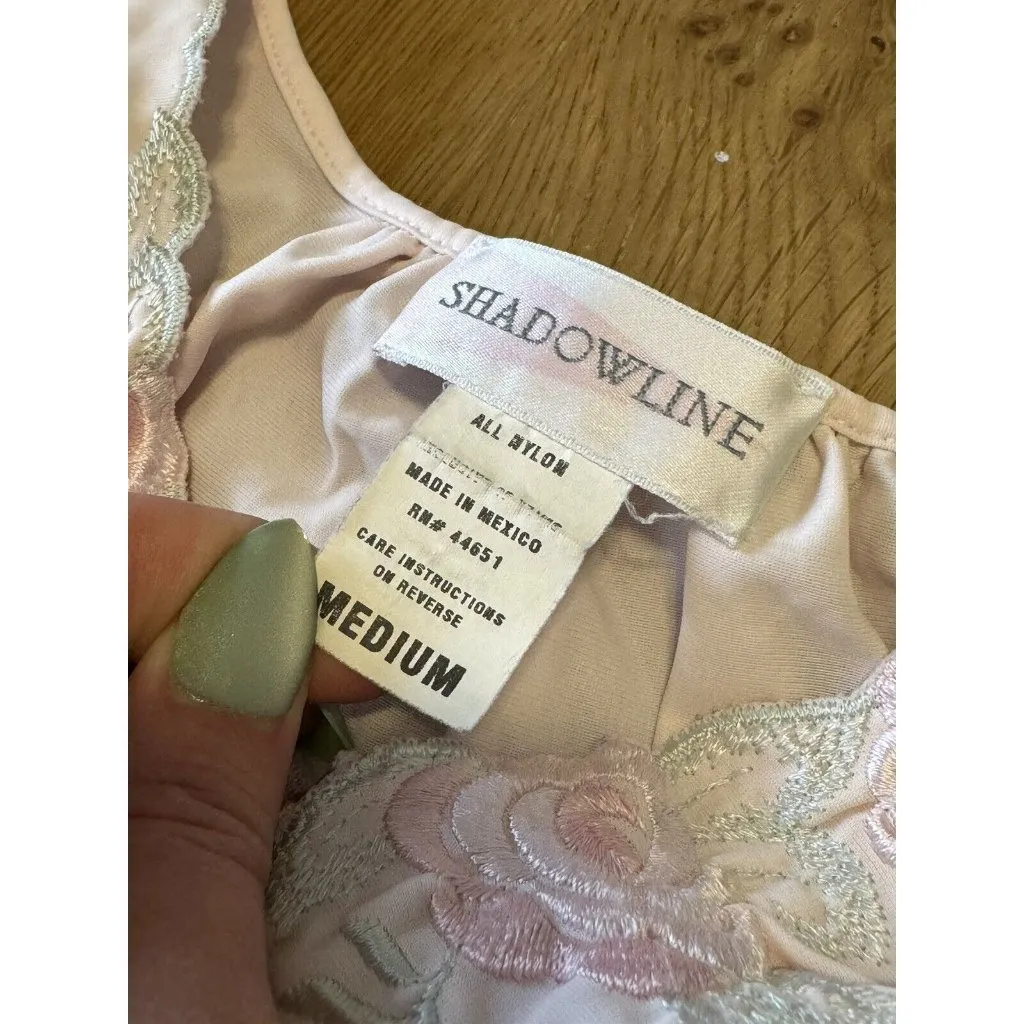 SHADOWLINE
ALL NYLON
MADE IN MEXICO
RN# 44651
CARE INSTRUCTIONS
ON REVERSE
MEDIUM